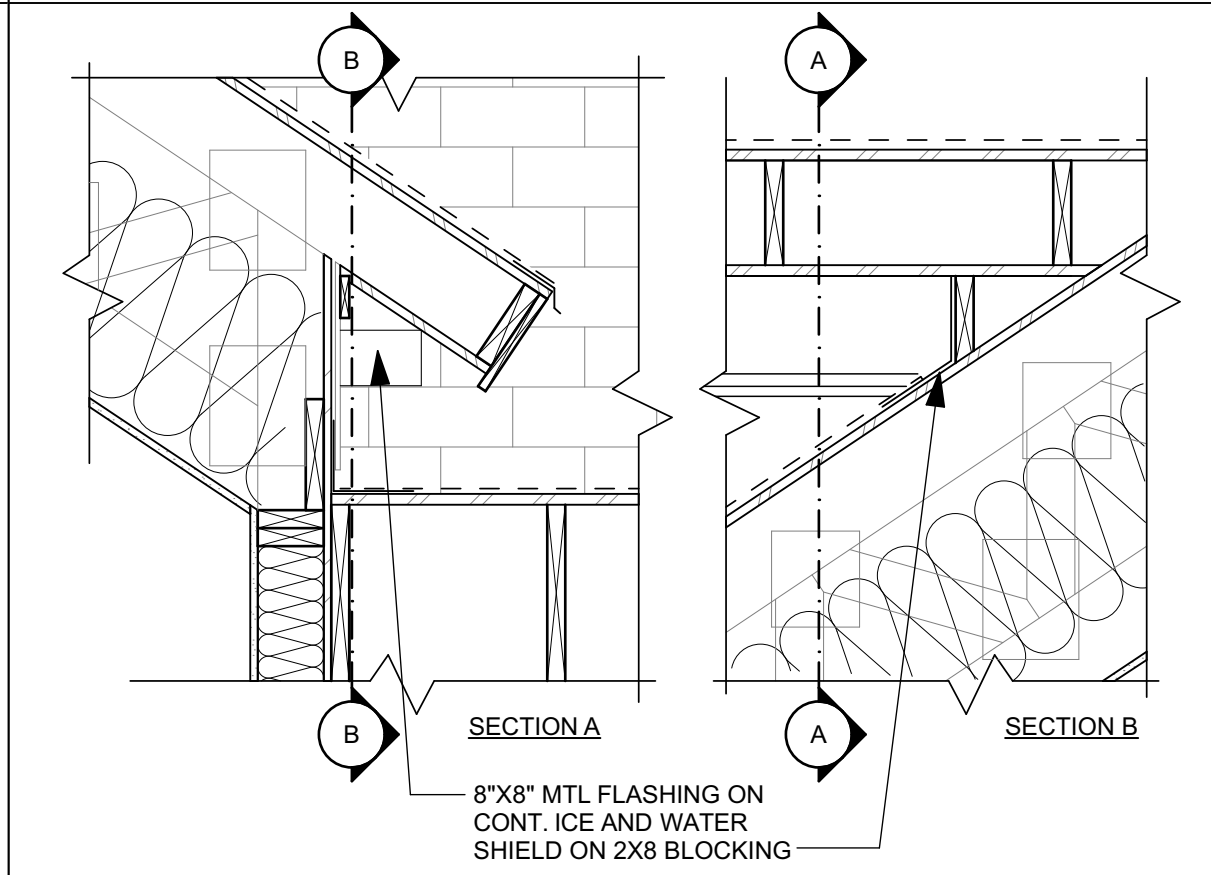 B
A
B
SECTION A
A
SECTION B
8"X8" MTL FLASHING ON
CONT. ICE AND WATER
SHIELD ON 2X8 BLOCKING